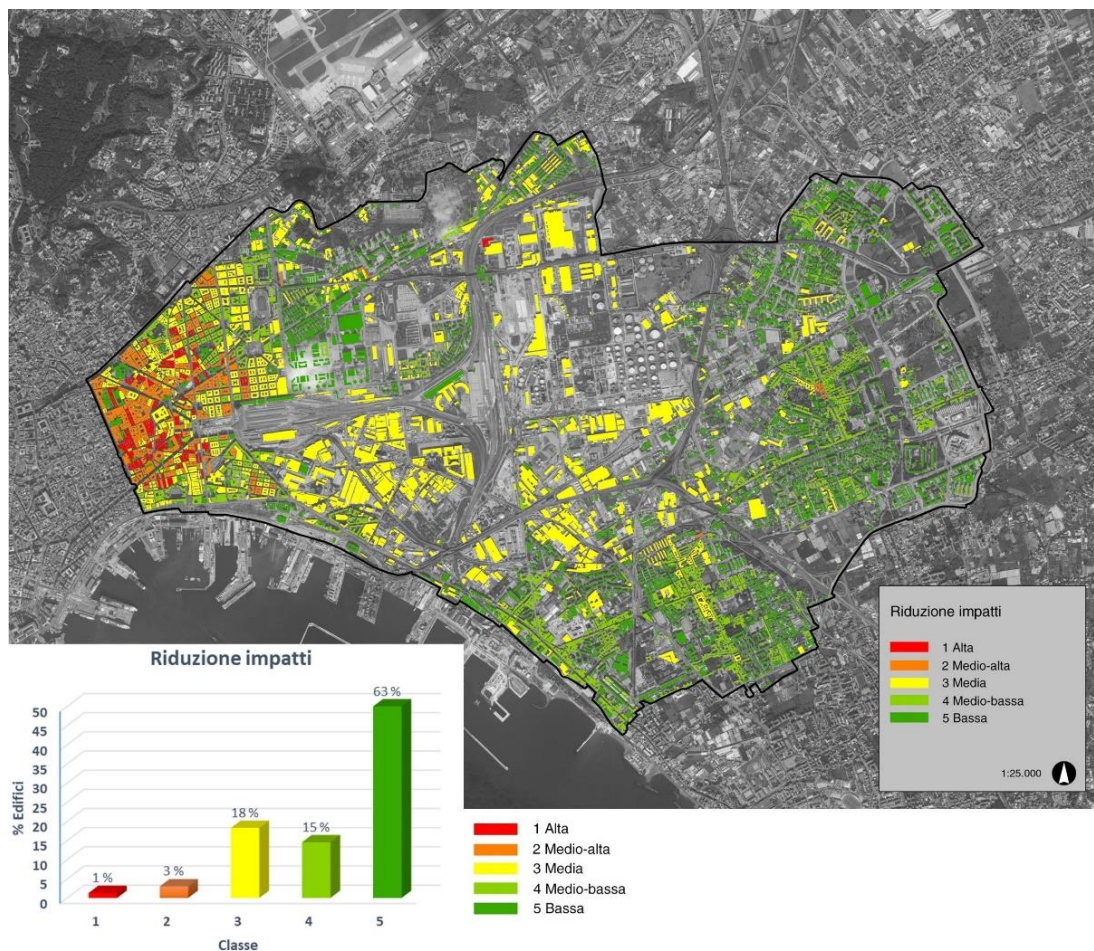 Riduzione impatti
1 Alta
2 Medio-alta
3 Media
4 Medio-bassa
5 Bassa
1:25.000
Riduzione impatti
% Edifici
50
45
40
35
30
25
20
15
10
5
0
1 %
3 %
18 %
15 %
63 %
1
2
3
4
5
Classe
1 Alta
2 Medio-alta
3 Media
4 Medio-bassa
5 Bassa